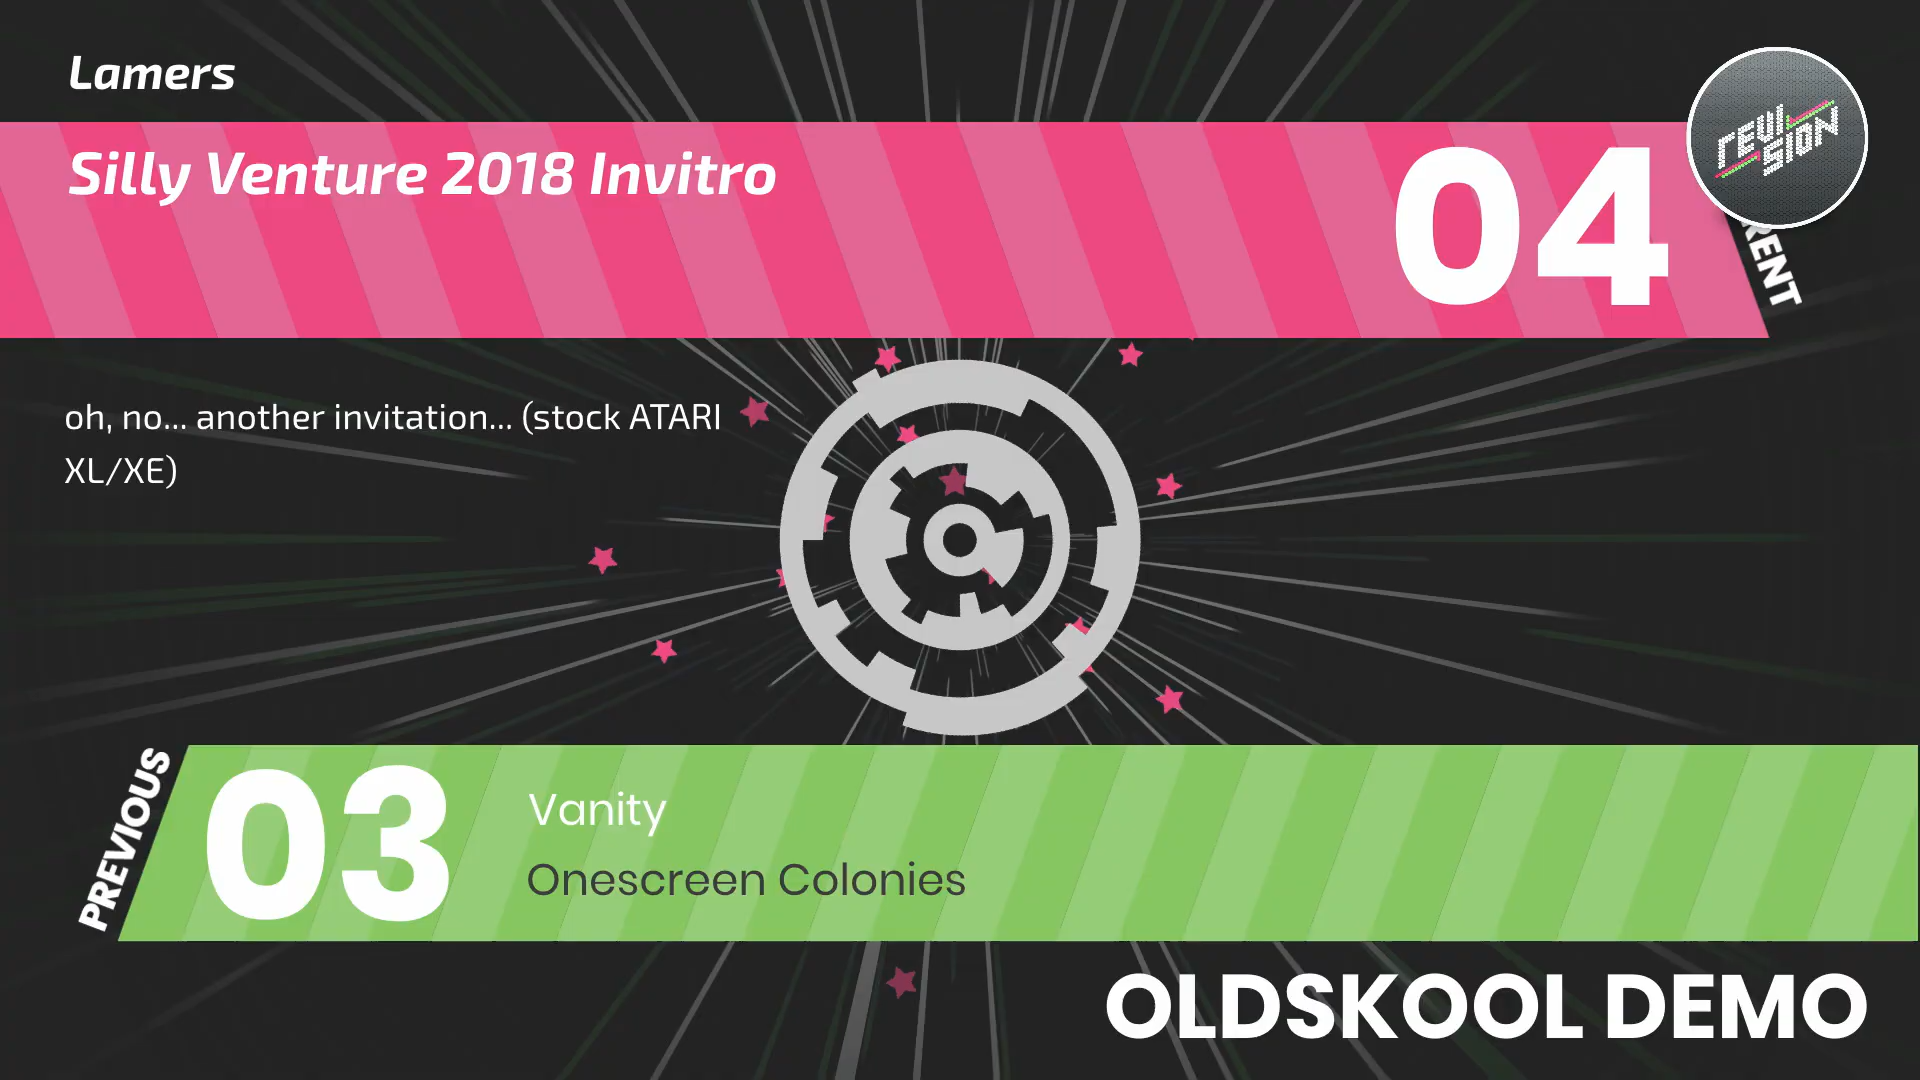 Lamers
Silly Venture 2018 Invitro
04
REVISION
RENT
oh, no... another invitation... (stock ATARI
XL/XE)
PREVIOUS
03
Vanity
Onescreen Colonies
OLDSKOOL DEMO